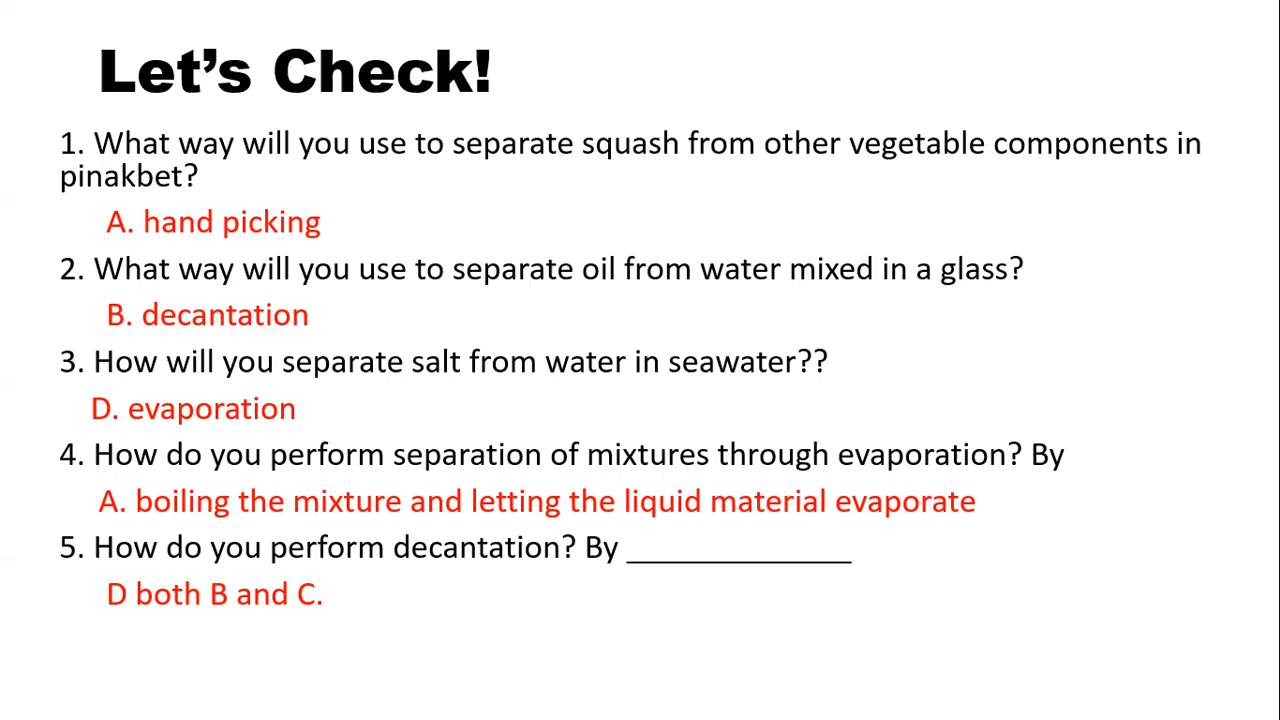 Let’s Check!
1. What way will you use to separate squash from other vegetable components in
pinakbet?
A. hand picking
2. What way will you use to separate oil from water mixed in a glass?
B. decantation
3. How will you separate salt from water in seawater??
D. evaporation
4. How do you perform separation of mixtures through evaporation? By
A. boiling the mixture and letting the liquid material evaporate
5. How do you perform decantation? By ______________
D both B and C.